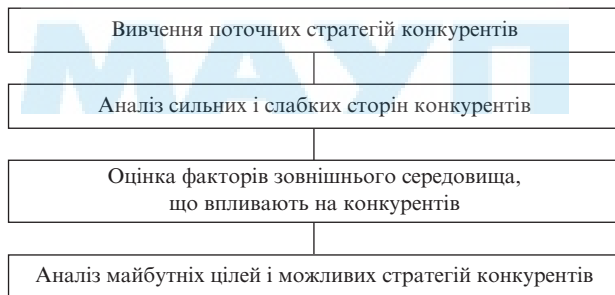 Вивчення поточних стратегій конкурентів
МАУП
Аналіз сильних і слабких сторін конкурентів
Оцінка факторів зовнішнього середовища,
що впливають на конкурентів
Аналіз майбутніх цілей і можливих стратегій конкурентів